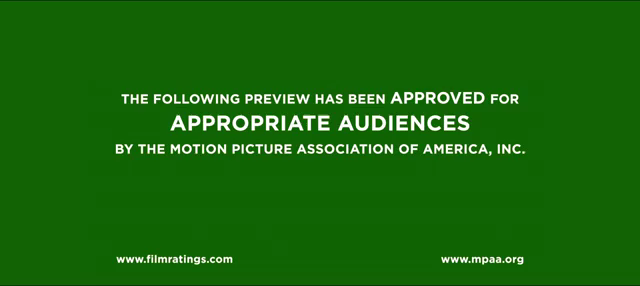 THE FOLLOWING PREVIEW HAS BEEN APPROVED FOR
APPROPRIATE AUDIENCES
BY THE MOTION PICTURE ASSOCIATION OF AMERICA, INC.
www.filmratings.com www.mpaa.org